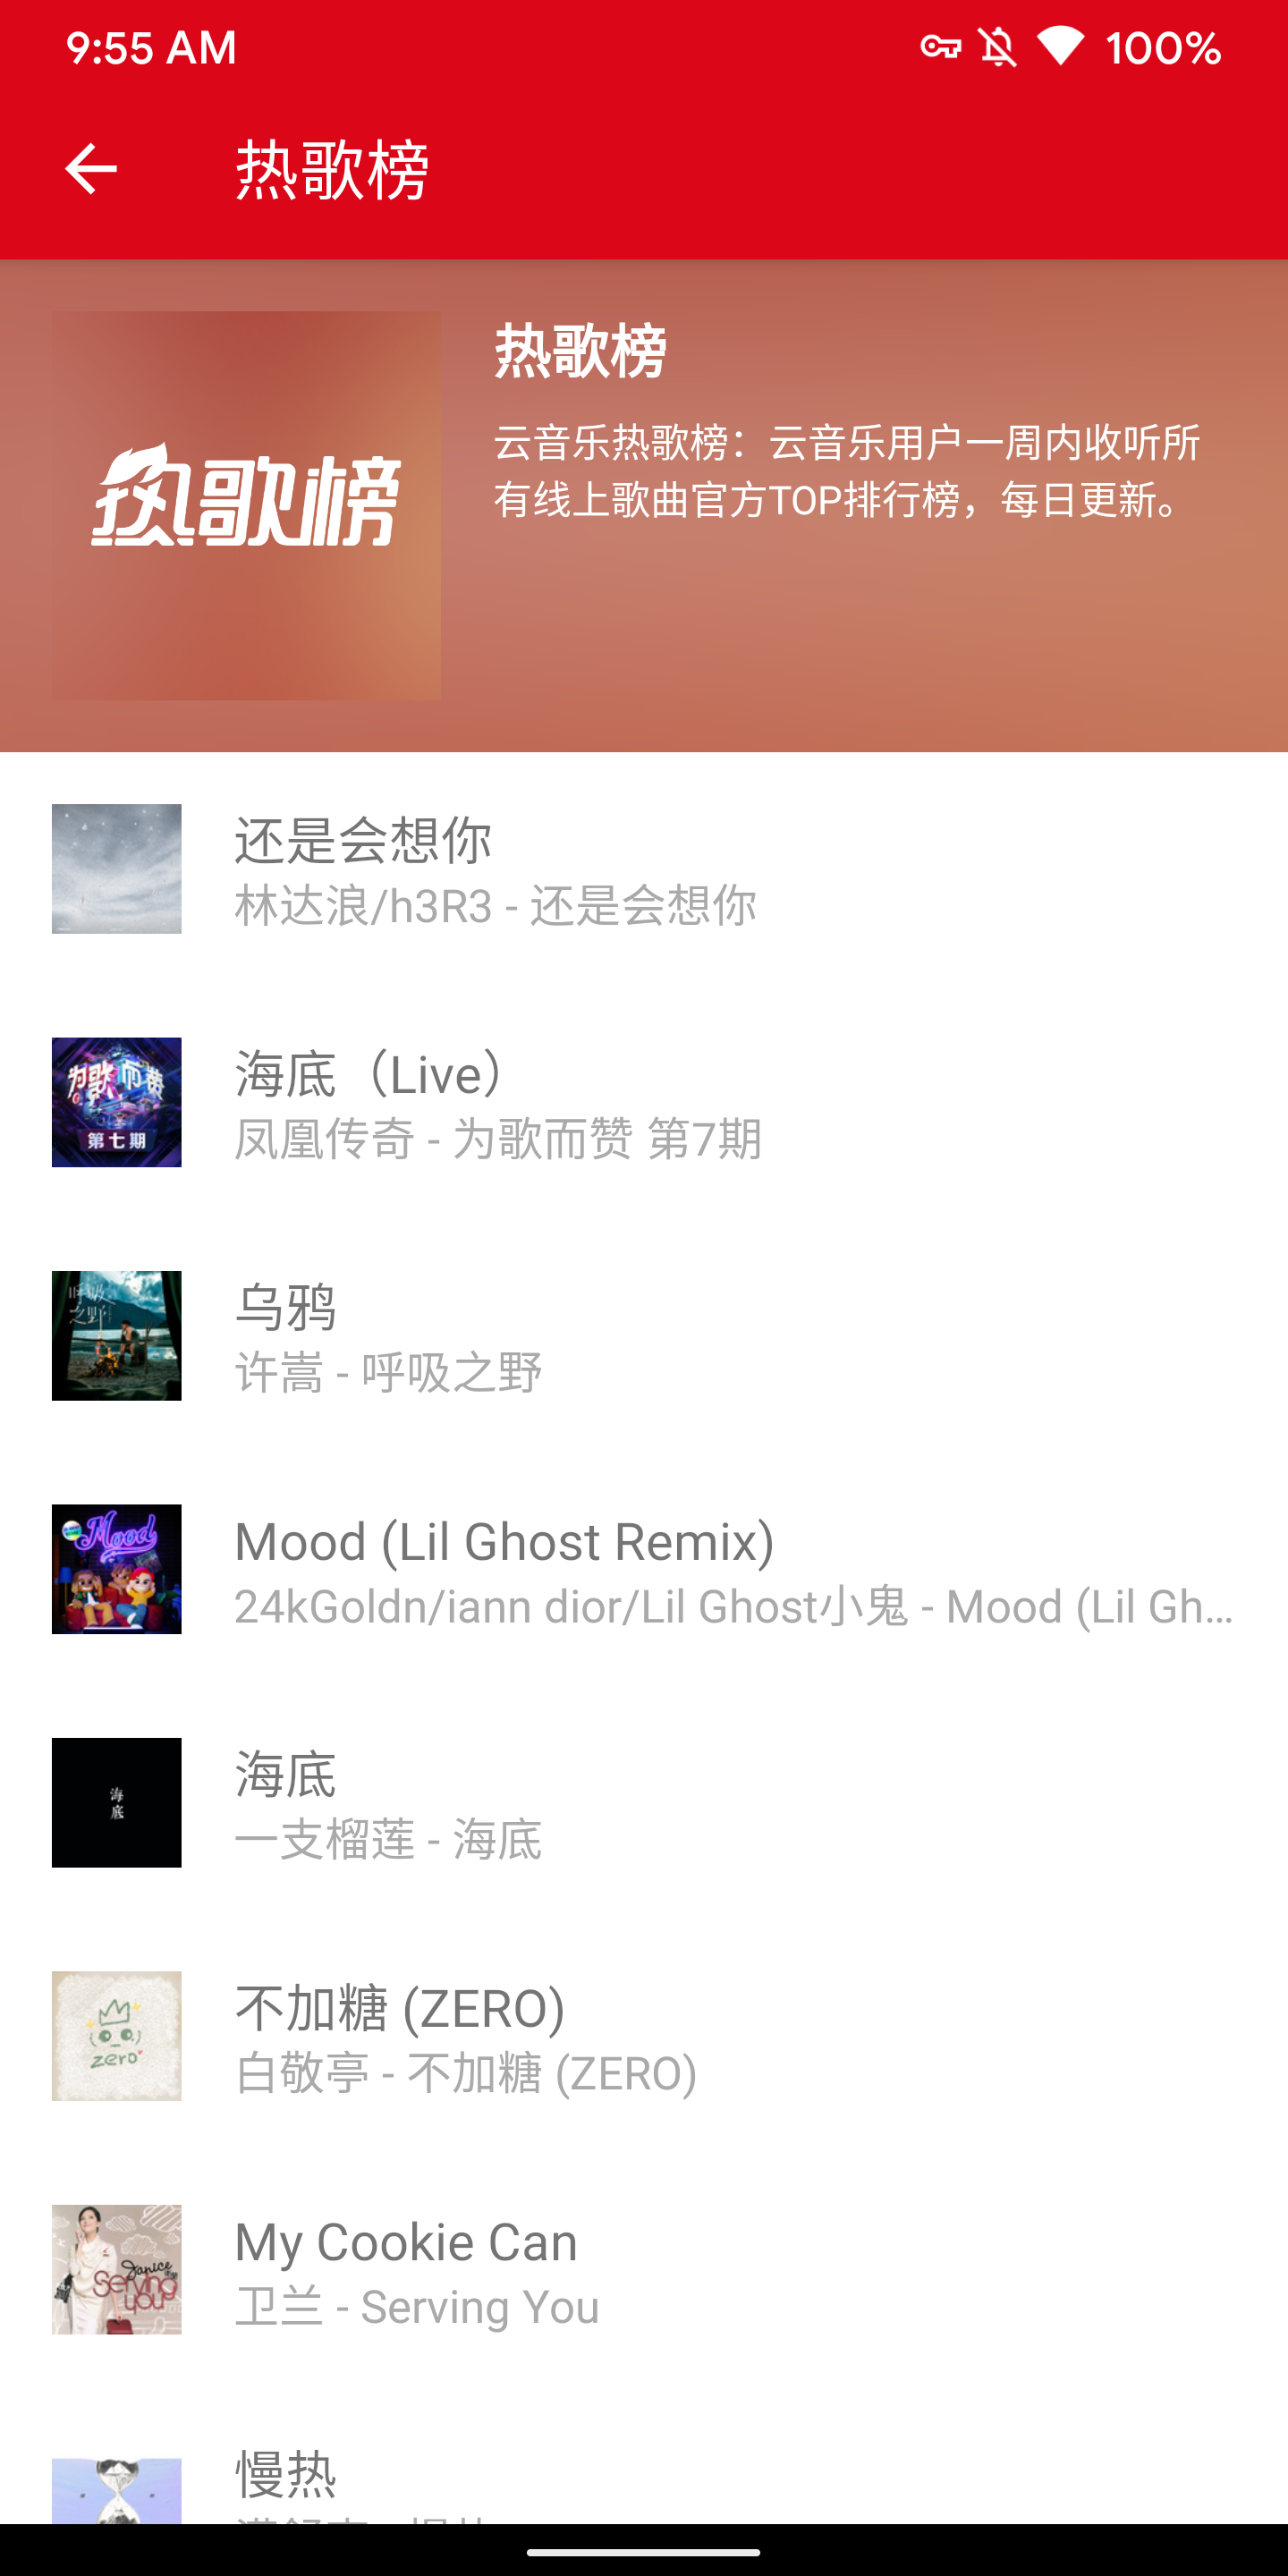 9:55 AM
100%
热歌榜
热歌榜
热歌榜
云音乐热歌榜：云音乐用户一周内收听所
有线上歌曲官方TOP排行榜，每日更新。
还是会想你
林达浪/h3R3 - 还是会想你
为歌而赞
第七期
海底（Live）
凤凰传奇 - 为歌而赞 第7期
呼吸
之野
乌鸦
许嵩 - 呼吸之野
Mood
Mood (Lil Ghost Remix)
24kGoldn/iann dior/Lil Ghost小鬼 - Mood (Lil Gh...
海
底
海底
一支榴莲 - 海底
zero
不加糖 (ZERO)
白敬亭 - 不加糖 (ZERO)
Janice
Serving
you
My Cookie Can
卫兰 - Serving You
慢热